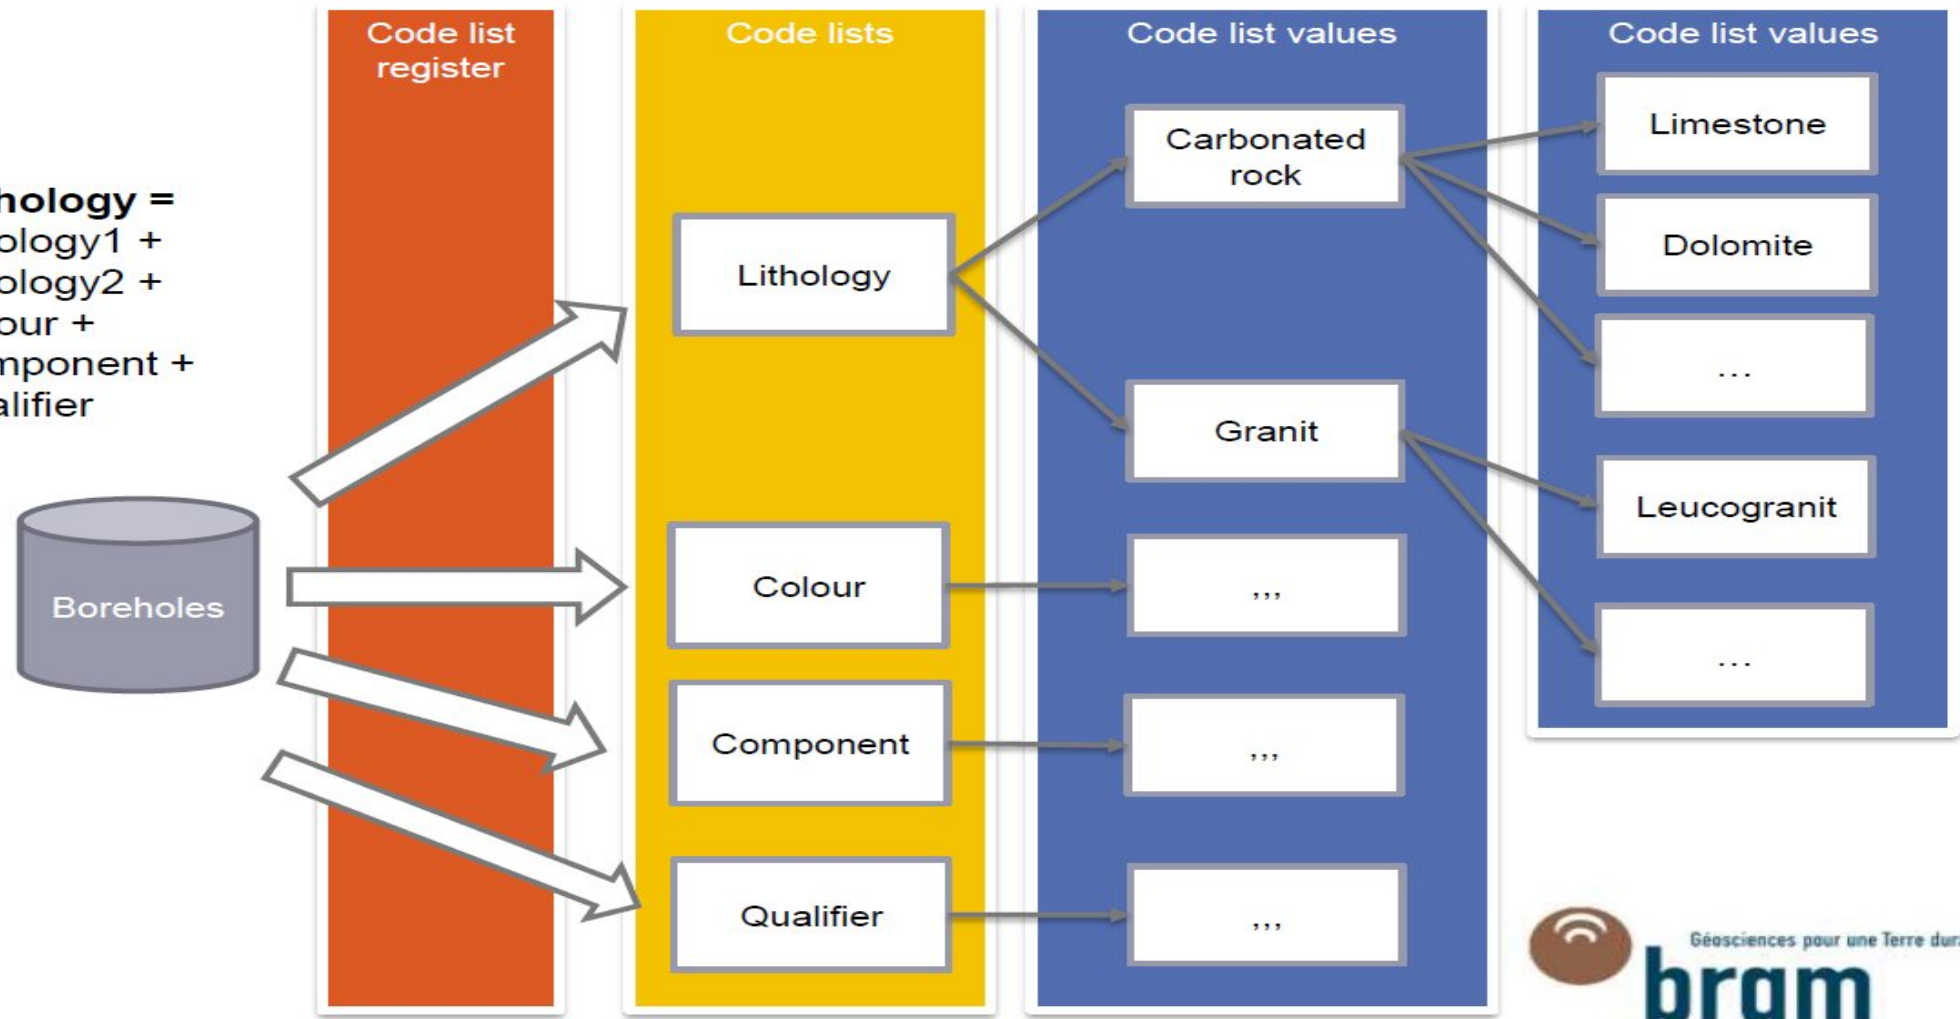 hology =
ology1 +
ology2 +
our +
mponent +
alifier
Boreholes
Code list
register
Code lists
Lithology
Colour
Component
Qualifier
Code list values
Carbonated
rock
Granit
,,,
,,,
,,,
Code list values
Limestone
Dolomite
...
Leucogranit
...
Géosciences pour une Terre dura
brgm